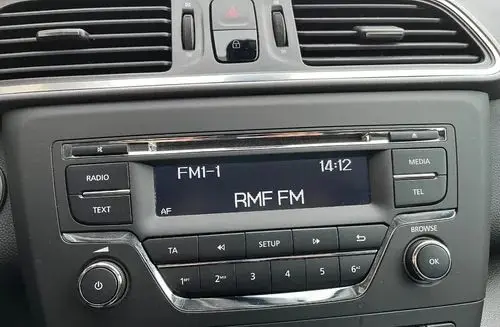 FM1-1 14:12
RMF FM
AF
RADIO
TEXT
MEDIA
TEL
TA SETUP
BROWSE
1 2 3 4 5 6
OK